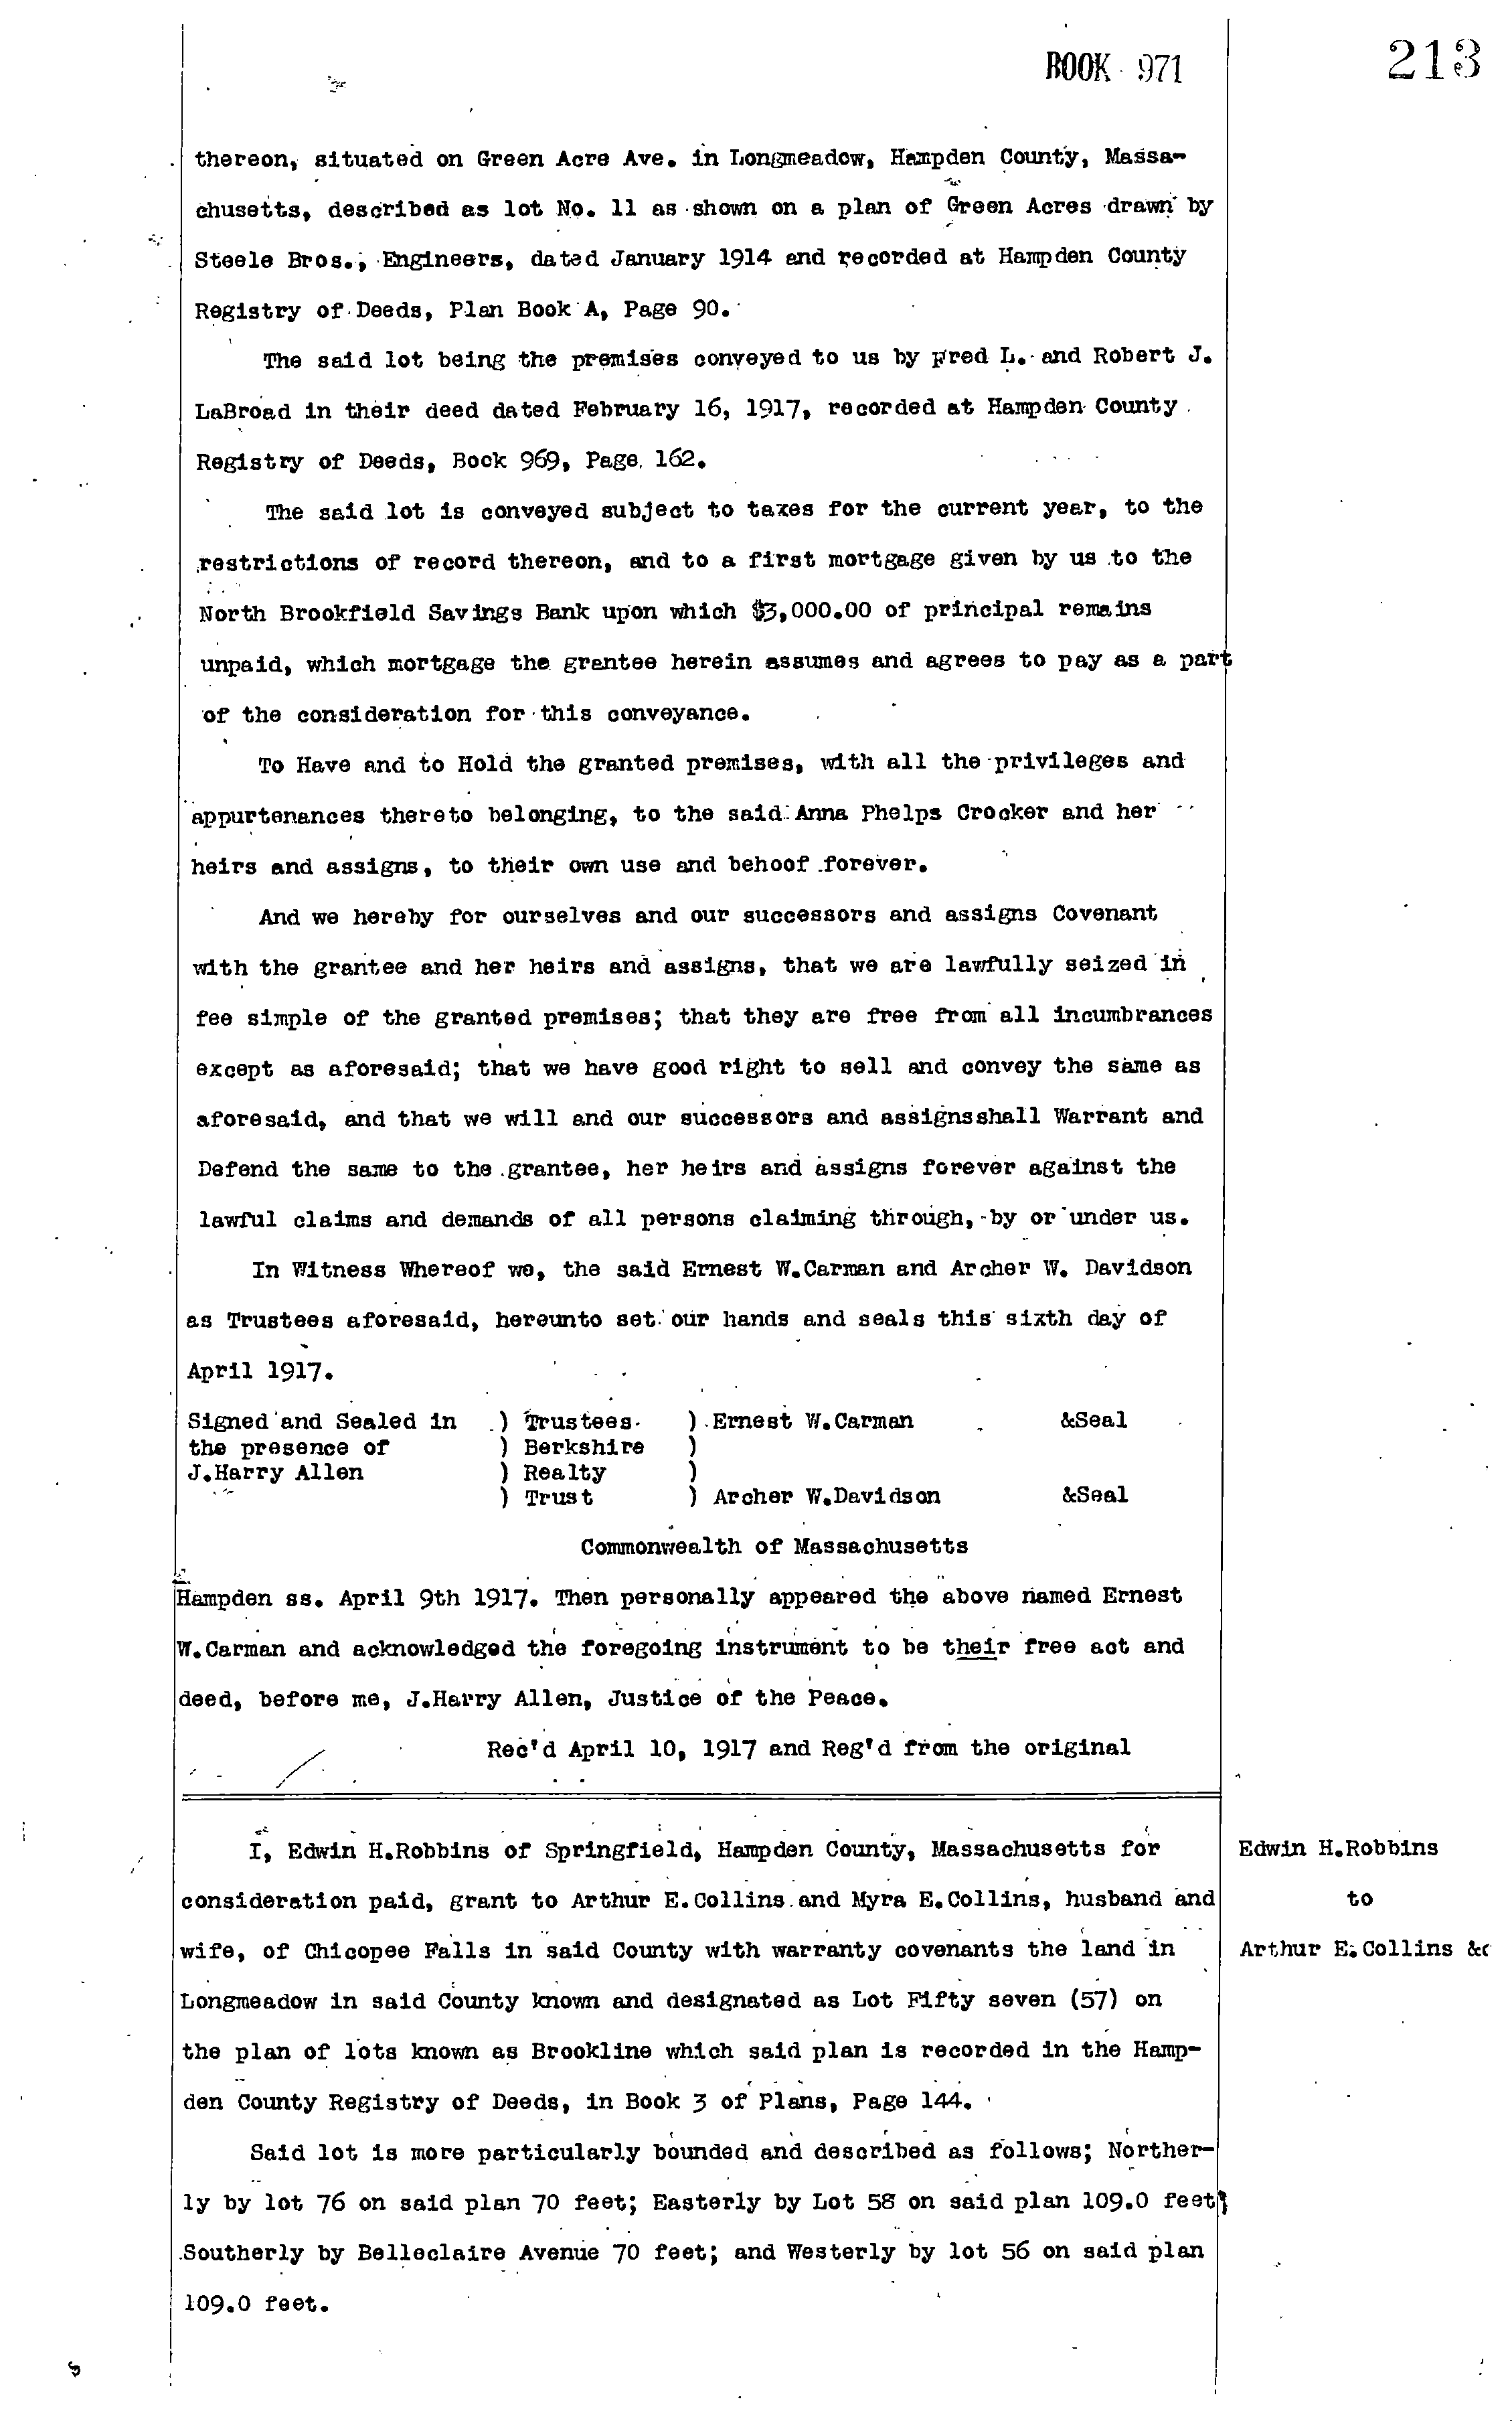 BOOK 971
213
thereon, situated on Green Acre Ave. in Longmeadow, Hampden County, Massa-
chusetts, described as lot No. 11 as shown on a plan of Green Acres drawn by
Steele Bros., Engineers, dated January 1914 and recorded at Hampden County
Registry of Deeds, Plan Book A, Page 90.
The said lot being the premises conveyed to us by Fred L. and Robert J.
LaBroad in their deed dated February 16, 1917, recorded at Hampden County
Registry of Deeds, Book 969, Page 162.
The said lot is conveyed subject to taxes for the current year, to the
restrictions of record thereon, and to a first mortgage given by us to the
North Brookfield Savings Bank upon which $3,000.00 of principal remains
unpaid, which mortgage the grantee herein assumes and agrees to pay as a part
of the consideration for this conveyance.
To Have and to Hold the granted premises, with all the privileges and
appurtenances thereto belonging, to the said Anna Phelps Crocker and her
heirs and assigns, to their own use and behoof forever.
And we hereby for ourselves and our successors and assigns Covenant
with the grantee and her heirs and assigns, that we are lawfully seized in
fee simple of the granted premises; that they are free from all incumbrances
except as aforesaid; that we have good right to sell and convey the same as
aforesaid, and that we will and our successors and assignsshall Warrant and
Defend the same to the grantee, her heirs and assigns forever against the
lawful claims and demands of all persons claiming through, by or under us.
In Witness Whereof we, the said Ernest W.Carman and Archer W. Davidson
as Trustees aforesaid, hereunto set our hands and seals this sixth day of
April 1917.
Signed and Sealed in ) Trustees ) Ernest W.Carman &Seal
the presence of ) Berkshire )
J.Harry Allen ) Realty )
) Trust ) Archer W.Davidson &Seal
Commonwealth of Massachusetts
Hampden ss. April 9th 1917. Then personally appeared the above named Ernest
W.Carman and acknowledged the foregoing instrument to be their free act and
deed, before me, J.Harry Allen, Justice of the Peace.
Rec'd April 10, 1917 and Reg'd from the original
I, Edwin H.Robbins of Springfield, Hampden County, Massachusetts for
consideration paid, grant to Arthur E.Collins and Myra E.Collins, husband and
wife, of Chicopee Falls in said County with warranty covenants the land in
Longmeadow in said County known and designated as Lot Fifty seven (57) on
the plan of lots known as Brookline which said plan is recorded in the Hamp-
den County Registry of Deeds, in Book 3 of Plans, Page 144.
Said lot is more particularly bounded and described as follows; Norther-
ly by lot 76 on said plan 70 feet; Easterly by Lot 58 on said plan 109.0 feet;
Southerly by Belleclaire Avenue 70 feet; and Westerly by lot 56 on said plan
109.0 feet.
Edwin H.Robbins
to
Arthur E.Collins &c